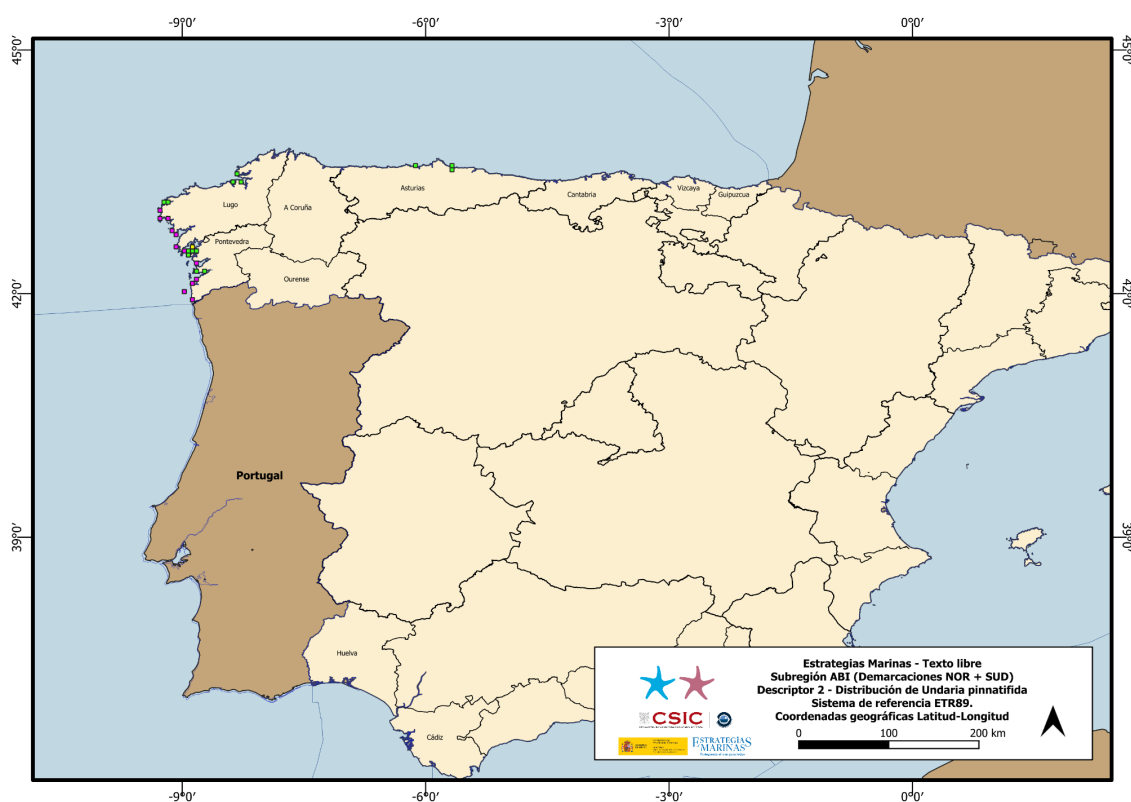 -9°0′
-6°0′
-3°0′
0°0′
45°0′
45°0′
Asturias
Cantabria
Vizcaya
Guipuzcua
Lugo
A Coruña
Pontevedra
Ourense
42°0′
42°0′
Portugal
39°0′
39°0′
Huelva
Cádiz
Estrategias Marinas - Texto libre
Subregión ABI (Demarcaciones NOR + SUD)
Descriptor 2 - Distribución de Undaria pinnatifida
Sistema de referencia ETR89.
Coordenadas geográficas Latitud-Longitud
0 100 200 km
CSIC
ESTRATEGIAS
MARINAS
-9°0′
-6°0′
-3°0′
0°0′